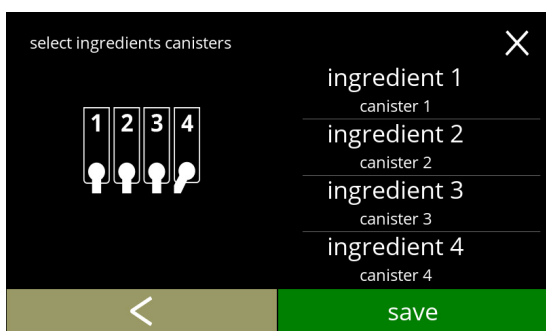 select ingredients canisters
1 2 3 4
ingredient 1
canister 1
ingredient 2
canister 2
ingredient 3
canister 3
ingredient 4
canister 4
save